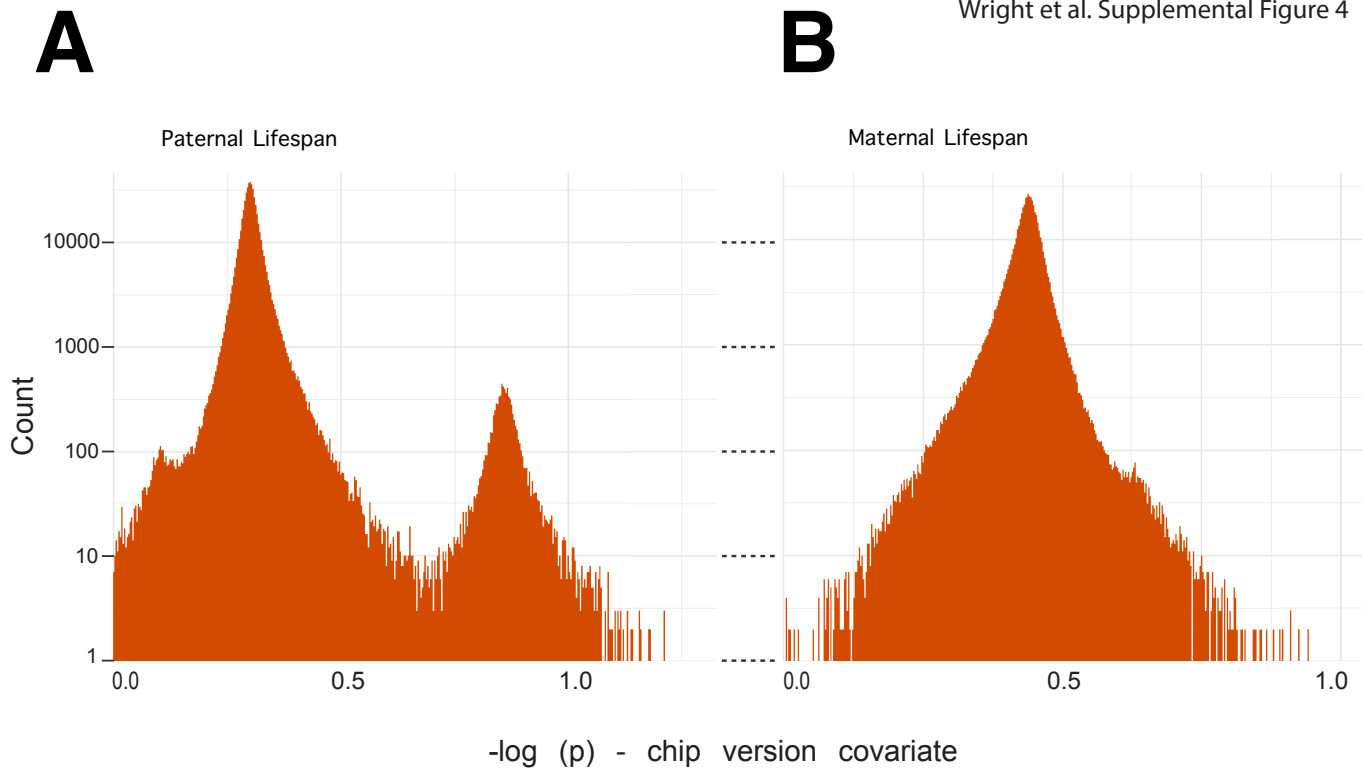 Wright et al. Supplemental Figure 4
A
B
Paternal Lifespan
Maternal Lifespan
Count
10000
1000
100
10
1
0.0 0.5 1.0
0.0 0.5 1.0
-log (p) - chip version covariate